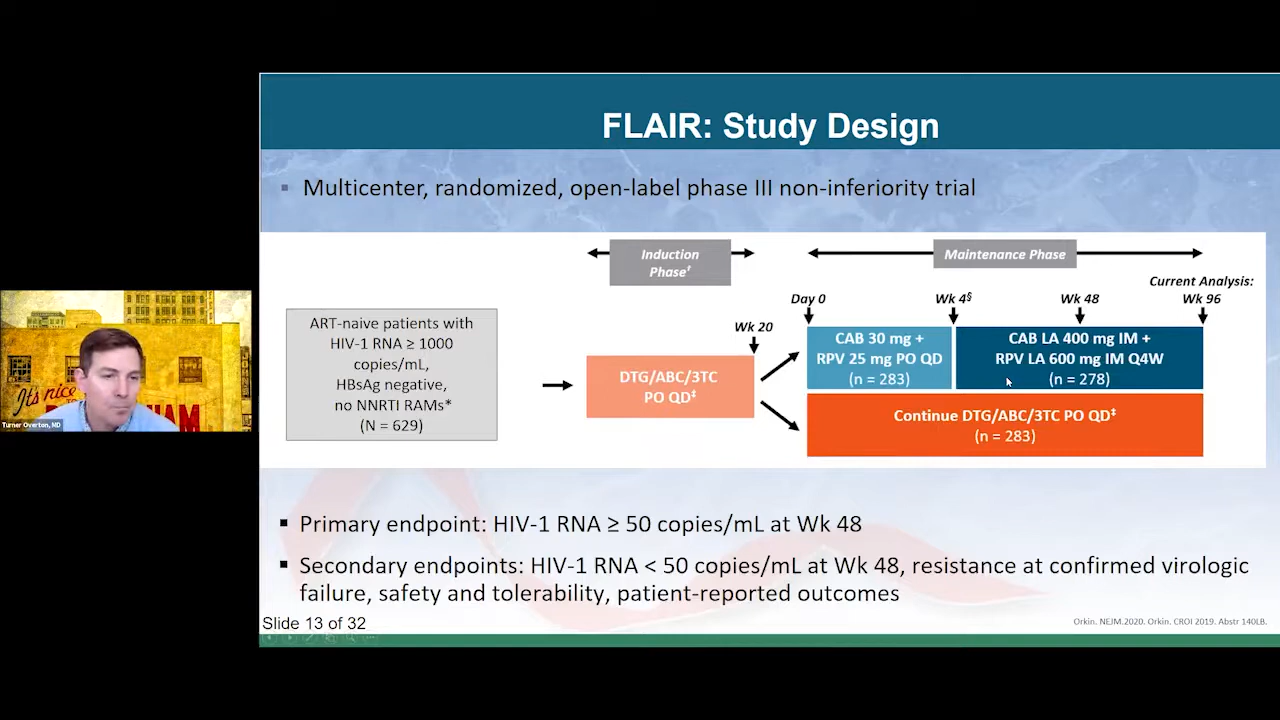 FLAIR: Study Design
▪ Multicenter, randomized, open-label phase III non-inferiority trial
Induction
Phase†
Maintenance Phase
Current Analysis:
Day 0
Wk 4§
Wk 48
Wk 96
Wk 20
ART-naive patients with
HIV-1 RNA ≥ 1000
copies/mL,
HBsAg negative,
no NNRTI RAMs*
(N = 629)
DTG/ABC/3TC
PO QD‡
CAB 30 mg +
RPV 25 mg PO QD
(n = 283)
CAB LA 400 mg IM +
RPV LA 600 mg IM Q4W
(n = 278)
Continue DTG/ABC/3TC PO QD‡
(n = 283)
It's nice
Turner Overton, MD
▪ Primary endpoint: HIV-1 RNA ≥ 50 copies/mL at Wk 48
▪ Secondary endpoints: HIV-1 RNA < 50 copies/mL at Wk 48, resistance at confirmed virologic
failure, safety and tolerability, patient-reported outcomes
Slide 13 of 32
Orkin. NEJM.2020. Orkin. CROI 2019. Abstr 140LB.